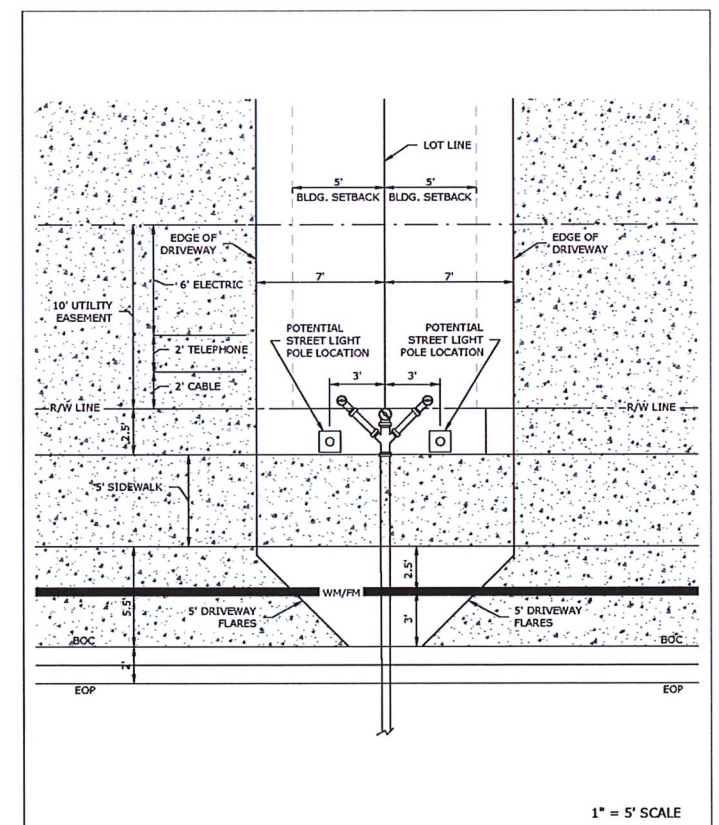 LOT LINE
5' 5'
BLDG. SETBACK BLDG. SETBACK
EDGE OF
DRIVEWAY
EDGE OF
DRIVEWAY
6' ELECTRIC
7' 7'
10' UTILITY
EASEMENT
POTENTIAL
STREET LIGHT
POLE LOCATION
POTENTIAL
STREET LIGHT
POLE LOCATION
2' TELEPHONE
3' 3'
2' CABLE
R/W LINE R/W LINE
2.5'
5' SIDEWALK
2.5'
WM/FM
5.5'
5' DRIVEWAY
FLARES
3'
5' DRIVEWAY
FLARES
BOC BOC
2'
EOP EOP
1" = 5' SCALE